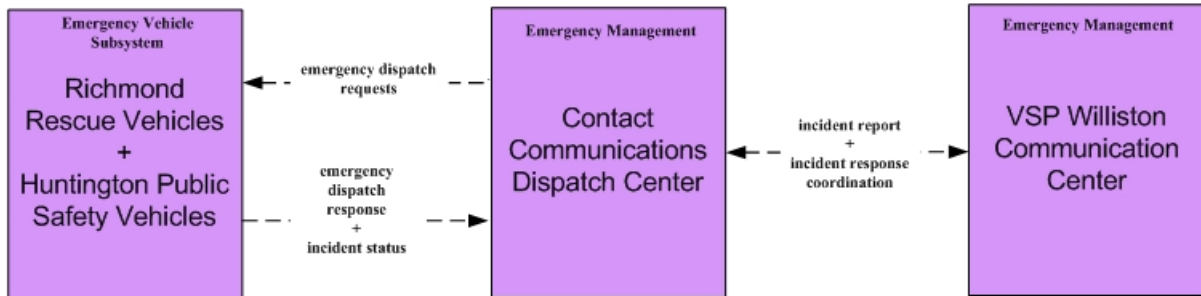 Emergency Vehicle
Subsystem
Richmond
Rescue Vehicles
+
Huntington Public
Safety Vehicles
emergency dispatch
requests
emergency
dispatch
response
+
incident status
Emergency Management
Contact
Communications
Dispatch Center
incident report
+
incident response
coordination
Emergency Management
VSP Williston
Communication
Center